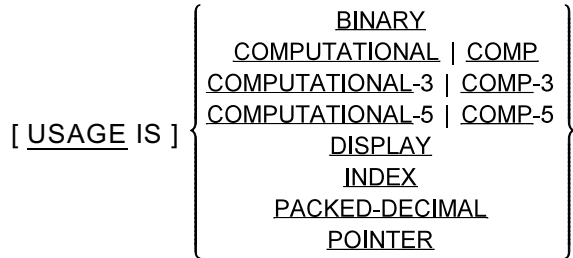 BINARY
COMPUTATIONAL | COMP
COMPUTATIONAL-3 | COMP-3
COMPUTATIONAL-5 | COMP-5
[ USAGE IS ]
DISPLAY
INDEX
PACKED-DECIMAL
POINTER